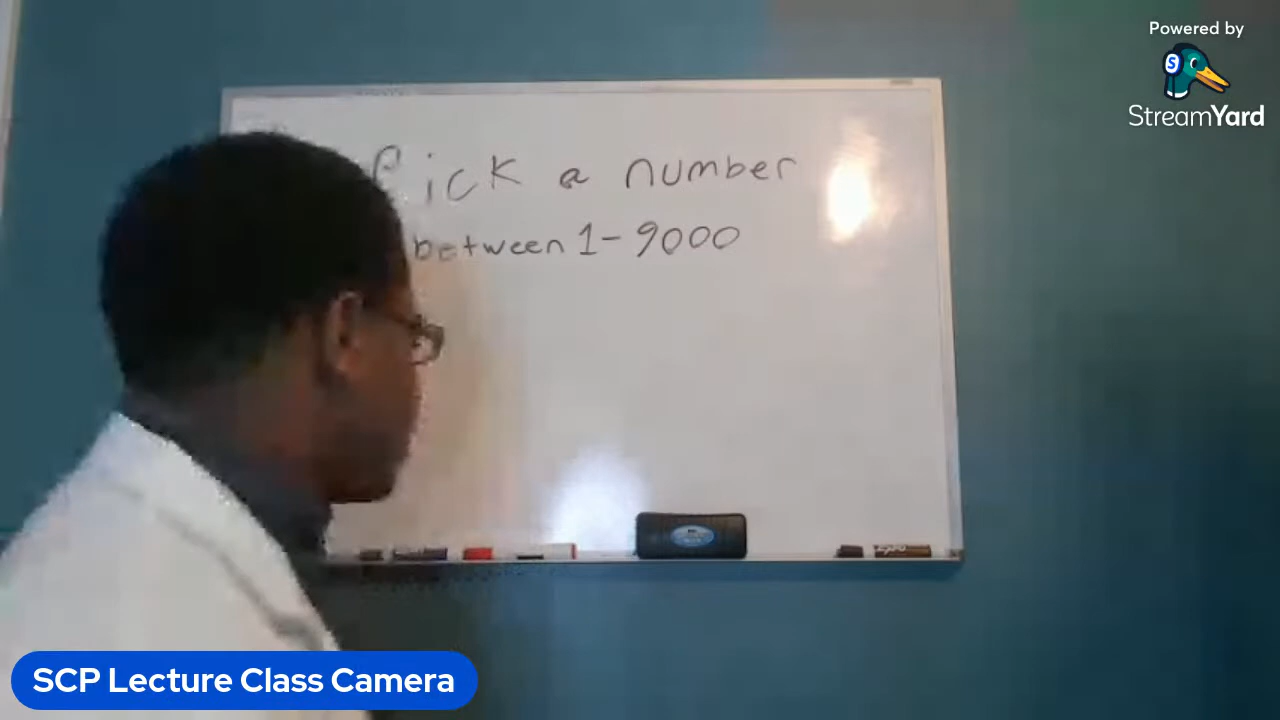 Powered by
StreamYard
Pick a number
between 1-9000
SCP Lecture Class Camera